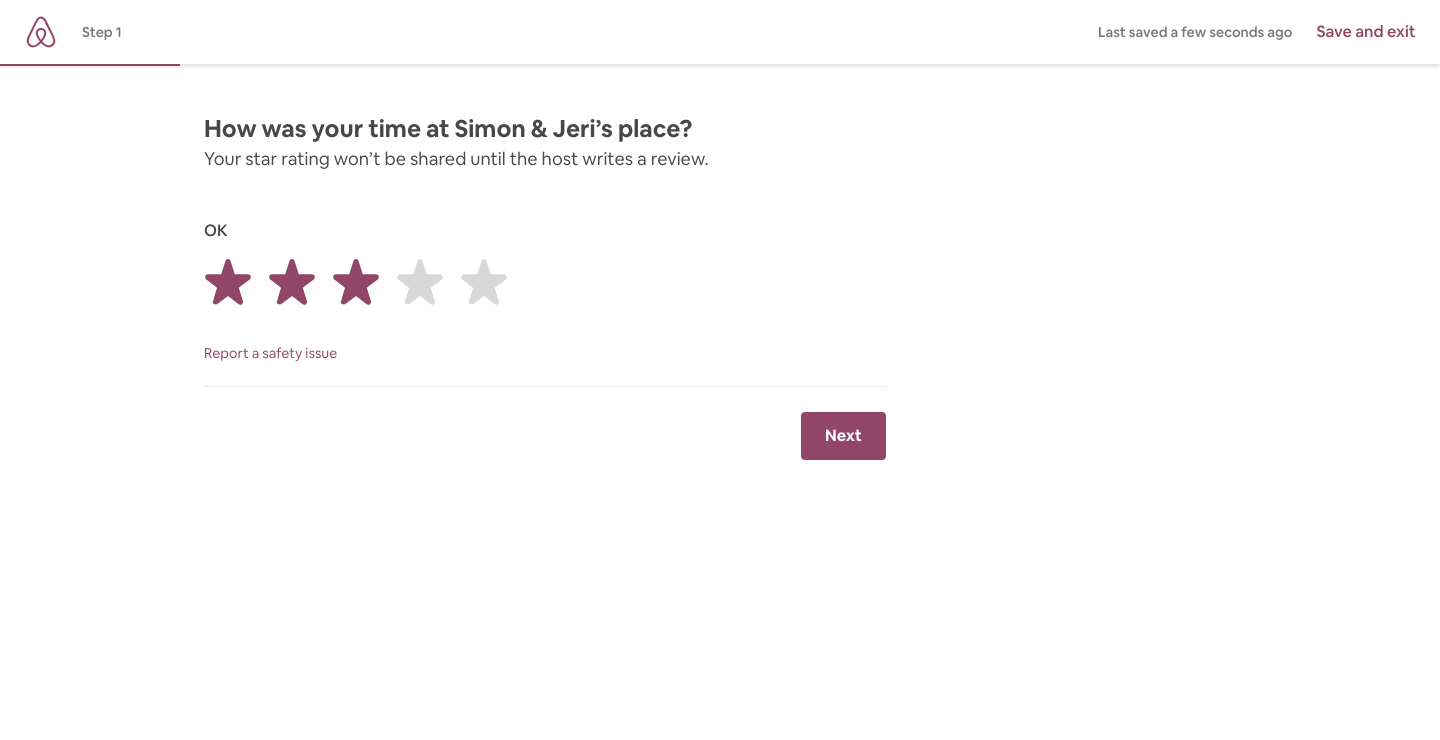 Step 1
Last saved a few seconds ago
Save and exit
How was your time at Simon & Jeri’s place?
Your star rating won’t be shared until the host writes a review.
OK
Report a safety issue
Next